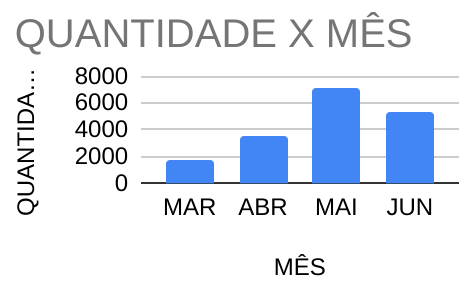 QUANTIDADE X MÊS
QUANTIDA...
8000
6000
4000
2000
0
MAR ABR MAI JUN
MÊS